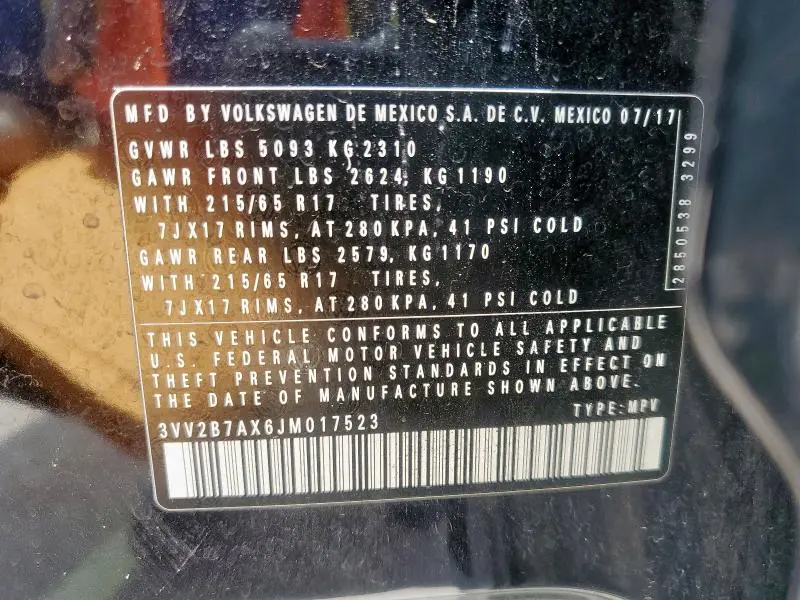 MFD BY VOLKSWAGEN DE MEXICO S.A. DE C.V. MEXICO 07/17
GVWR LBS 5093 KG 2310
GAWR FRONT LBS 2624, KG 1190
WITH 215/65 R17 TIRES,
7JX17 RIMS, AT 280 KPA, 41 PSI COLD
GAWR REAR LBS 2579, KG 1170
WITH 215/65 R17 TIRES,
7JX17 RIMS, AT 280 KPA, 41 PSI COLD
2850538 3299
THIS VEHICLE CONFORMS TO ALL APPLICABLE
U.S. FEDERAL MOTOR VEHICLE SAFETY AND
THEFT PREVENTION STANDARDS IN EFFECT ON
THE DATE OF MANUFACTURE SHOWN ABOVE.
TYPE: MPV
3VV2B7AX6JM017523